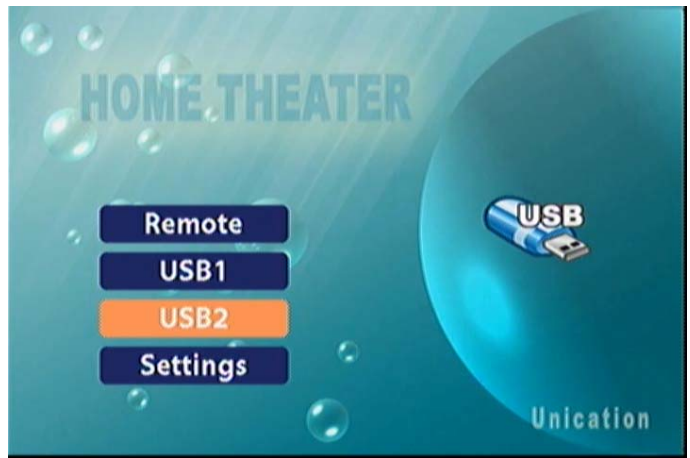 HOME THEATER
Remote
USB
USB1
USB2
Settings
Unication